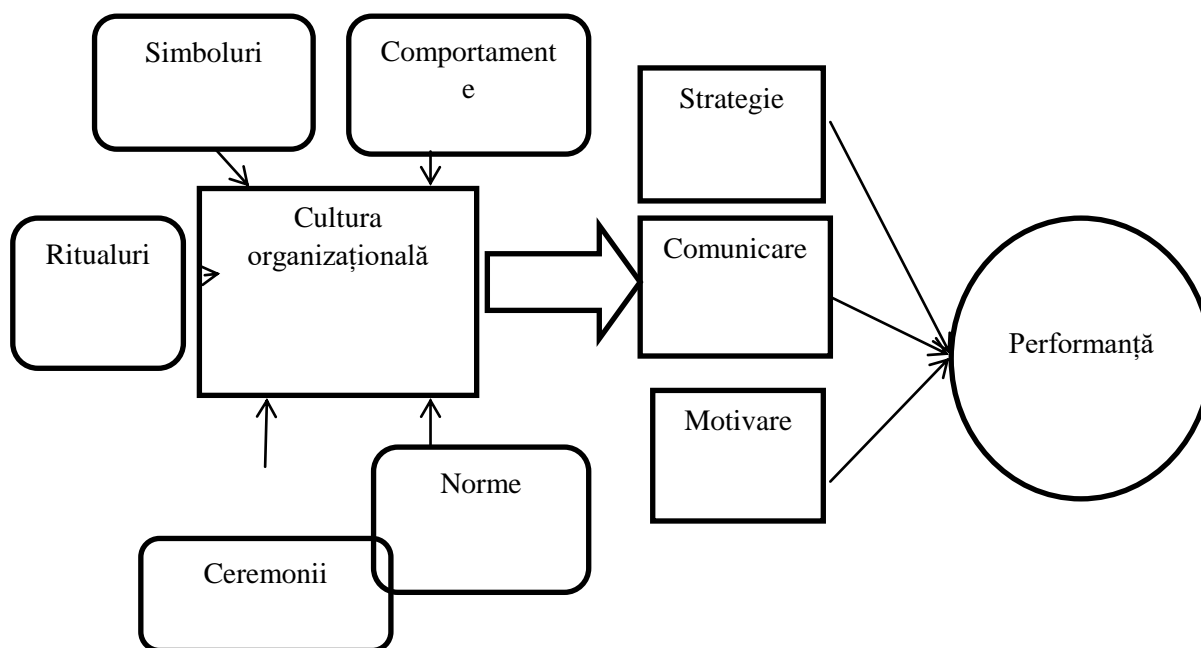 Simboluri
Comportament
e
Strategie
Cultura
organizațională
Ritualuri
Comunicare
Performanță
Motivare
Norme
Ceremonii